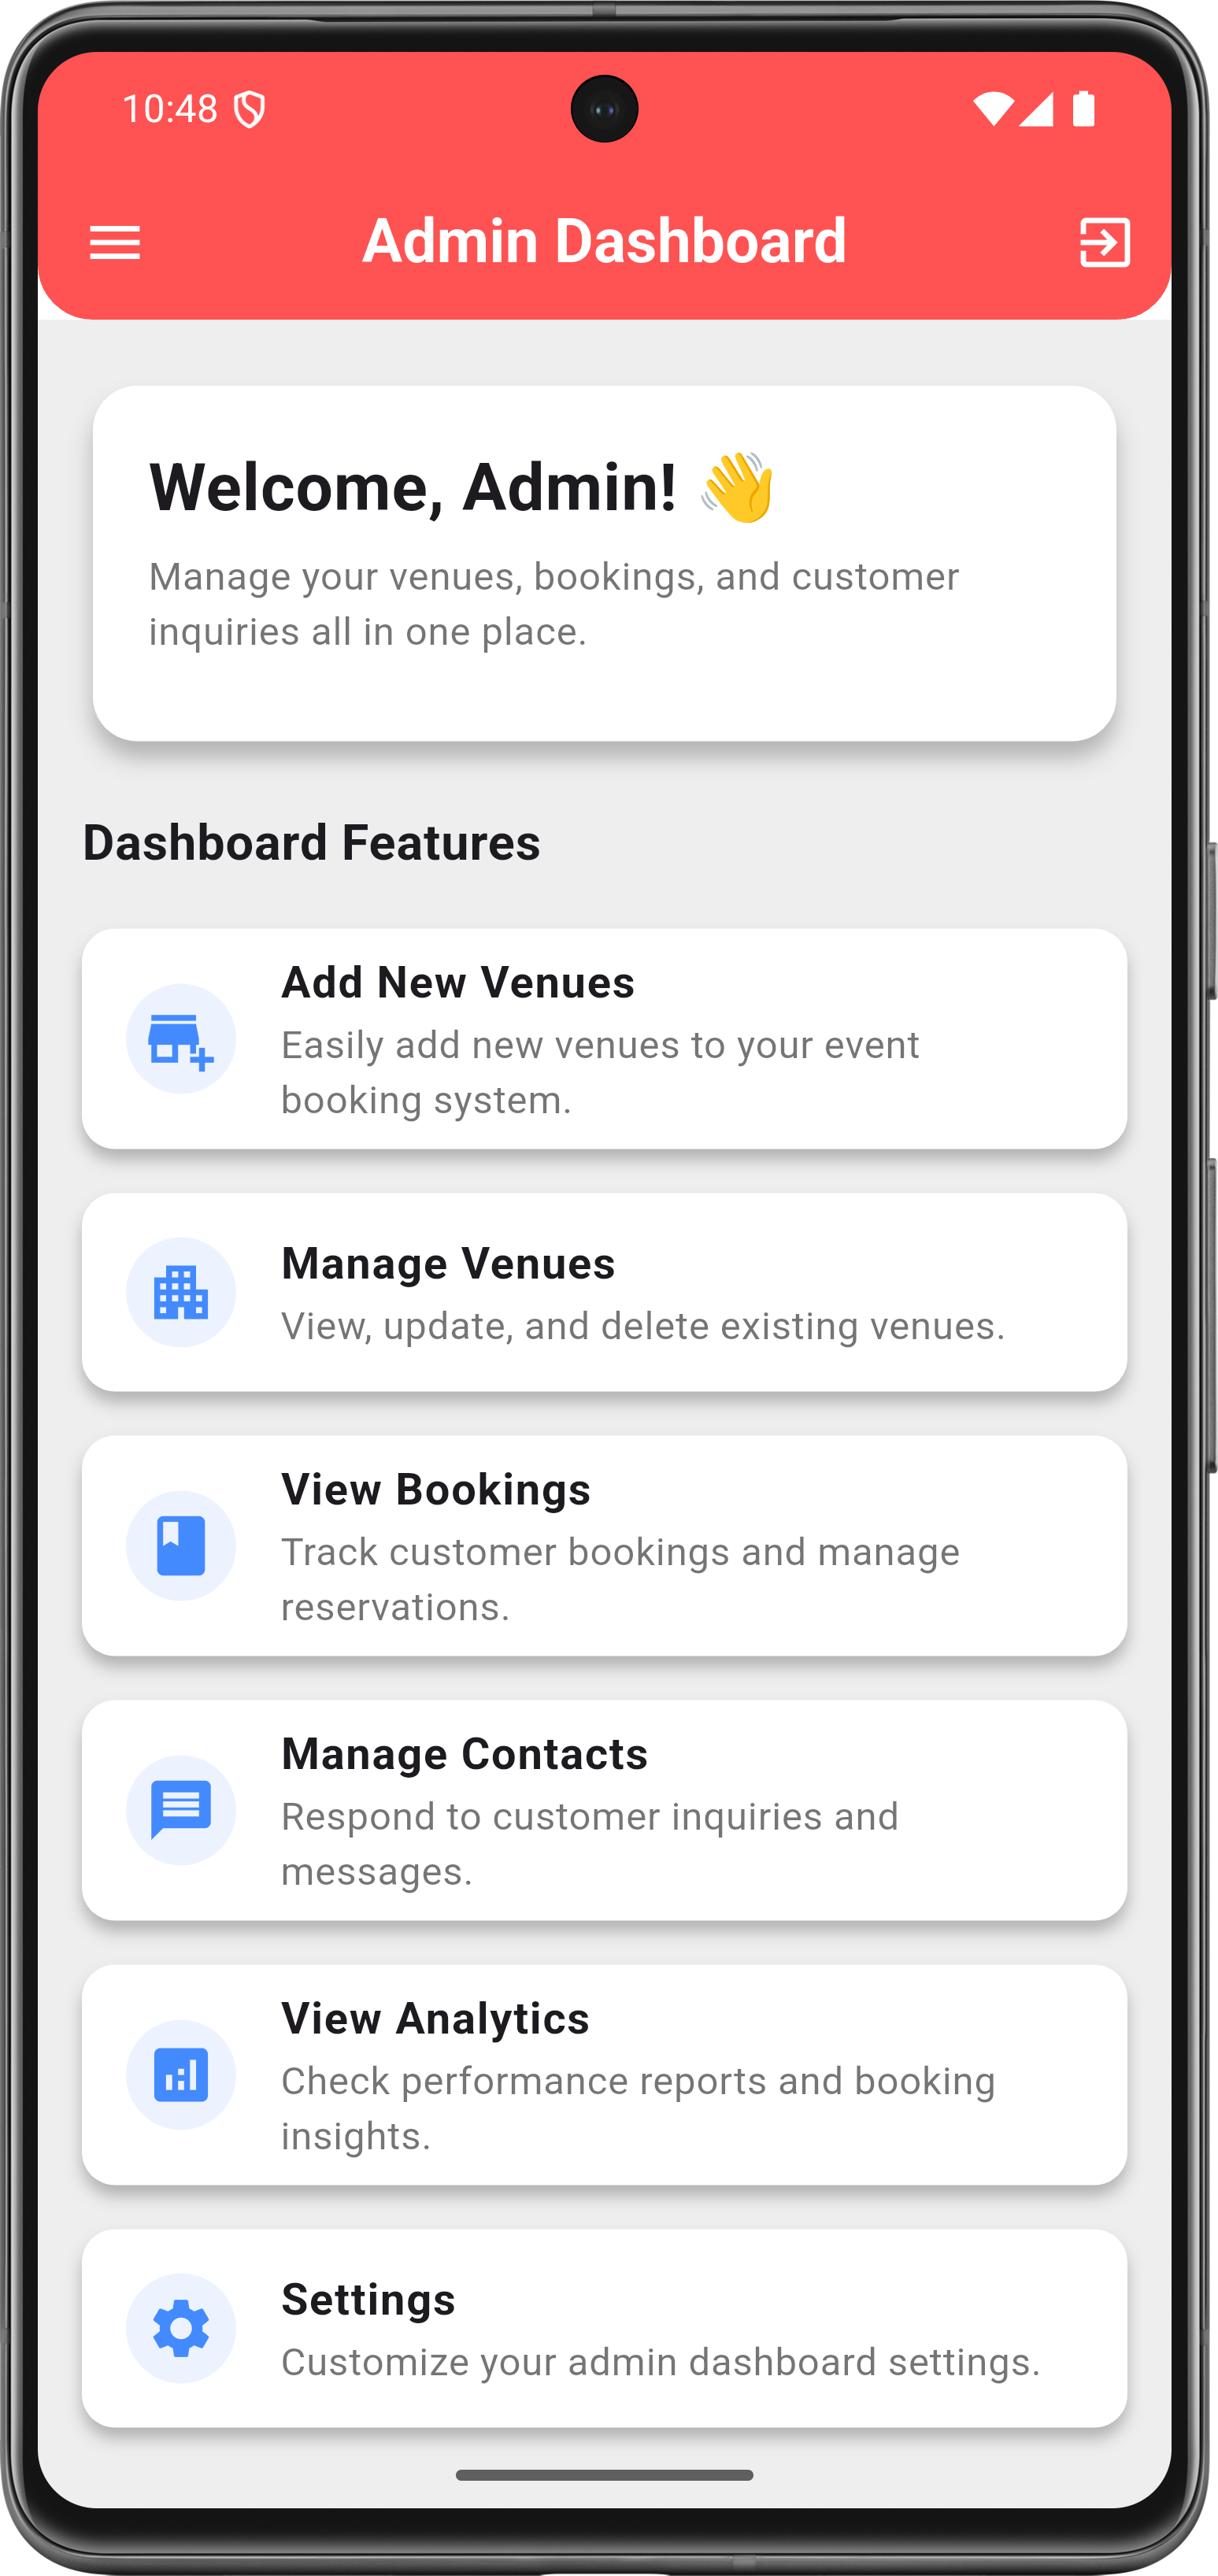 10:48
Admin Dashboard
Welcome, Admin! 👋
Manage your venues, bookings, and customer
inquiries all in one place.
Dashboard Features
Add New Venues
Easily add new venues to your event
booking system.
Manage Venues
View, update, and delete existing venues.
View Bookings
Track customer bookings and manage
reservations.
Manage Contacts
Respond to customer inquiries and
messages.
View Analytics
Check performance reports and booking
insights.
Settings
Customize your admin dashboard settings.